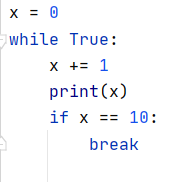 x = 0
while True:
    x += 1
    print(x)
    if x == 10:
        break